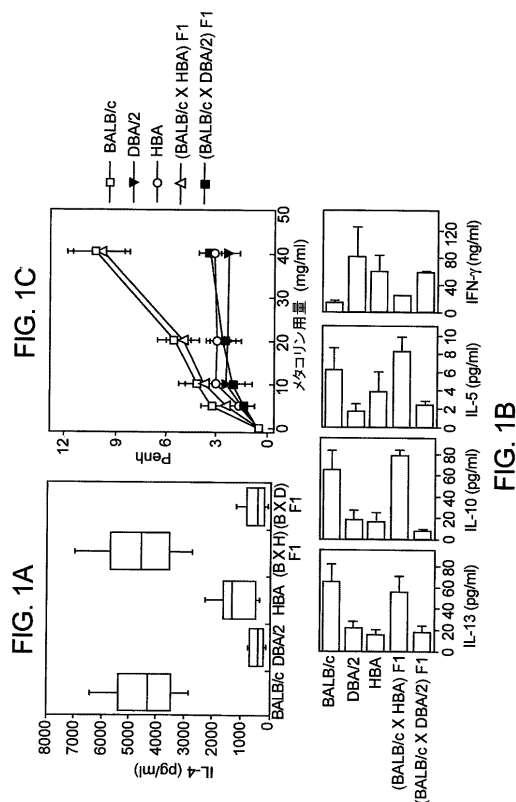 FIG. 1A
8000
7000
6000
5000
4000
3000
2000
1000
0
IL-4 (pg/ml)
BALB/c DBA/2 HBA (B X H) (B X D)
F1 F1
FIG. 1C
12
9
6
3
0
Penh
0 10 20 30 40 50
メタコリン用量 (mg/ml)
BALB/c
DBA/2
HBA
(BALB/c X HBA) F1
(BALB/c X DBA/2) F1
BALB/c
DBA/2
HBA
(BALB/c X HBA) F1
(BALB/c X DBA/2) F1
0 20 40 60 80
IL-13 (pg/ml)
0 20 40 60 80
IL-10 (pg/ml)
0 2 4 6 8 10
IL-5 (pg/ml)
0 40 80 120
IFN-γ (ng/ml)
FIG. 1B